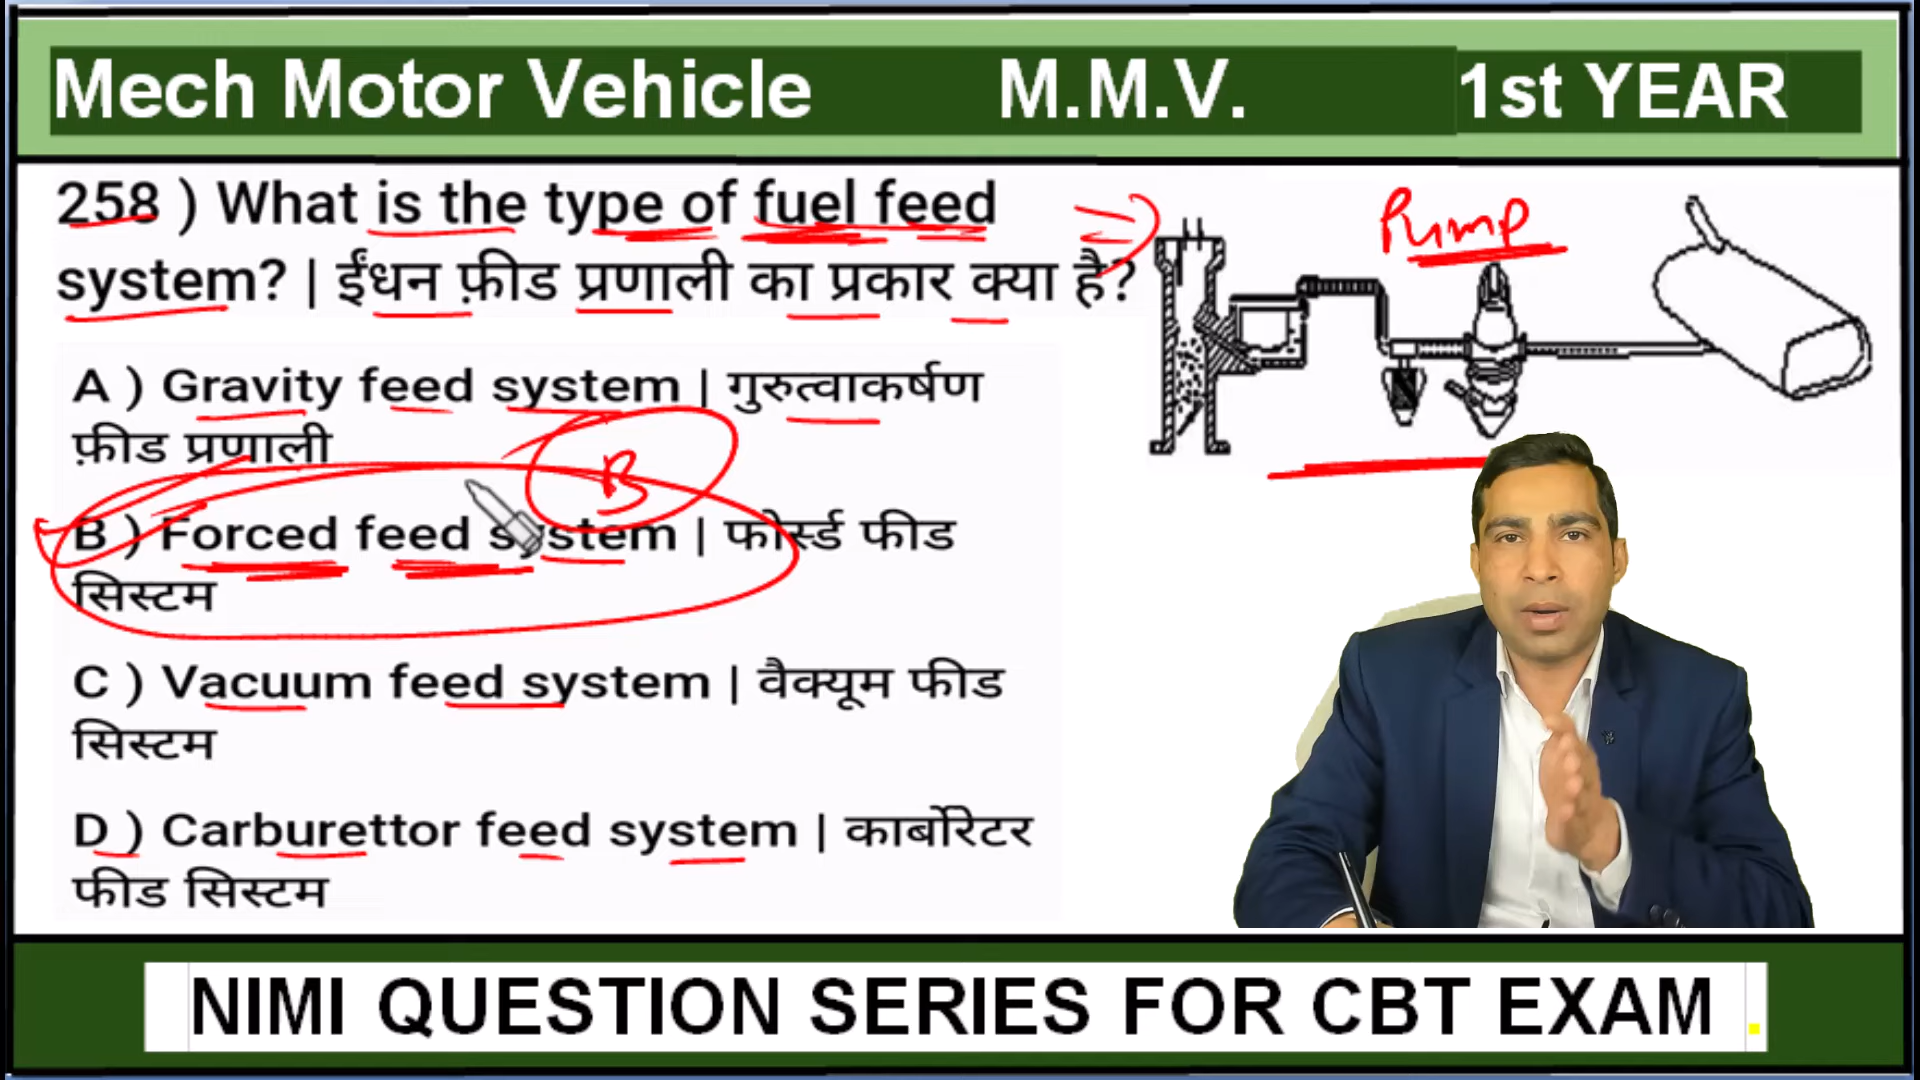 Mech Motor Vehicle M.M.V. 1st YEAR
258 ) What is the type of fuel feed
system? | ईंधन फ़ीड प्रणाली का प्रकार क्या है?
Pump
A ) Gravity feed system | गुरुत्वाकर्षण
फ़ीड प्रणाली
B
B ) Forced feed system | फोर्स्ड फीड
सिस्टम
C ) Vacuum feed system | वैक्यूम फीड
सिस्टम
D ) Carburettor feed system | कार्बोरेटर
फीड सिस्टम
NIMI QUESTION SERIES FOR CBT EXAM .